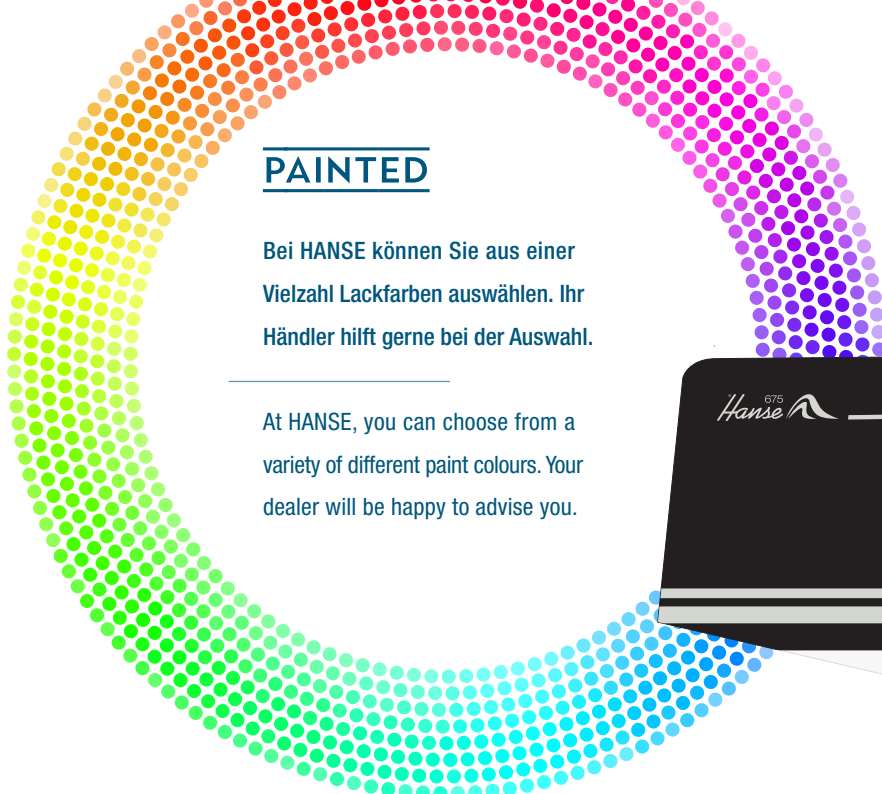 PAINTED
Bei HANSE können Sie aus einer
Vielzahl Lackfarben auswählen. Ihr
Händler hilft gerne bei der Auswahl.
At HANSE, you can choose from a
variety of different paint colours. Your
dealer will be happy to advise you.
675
Hanse